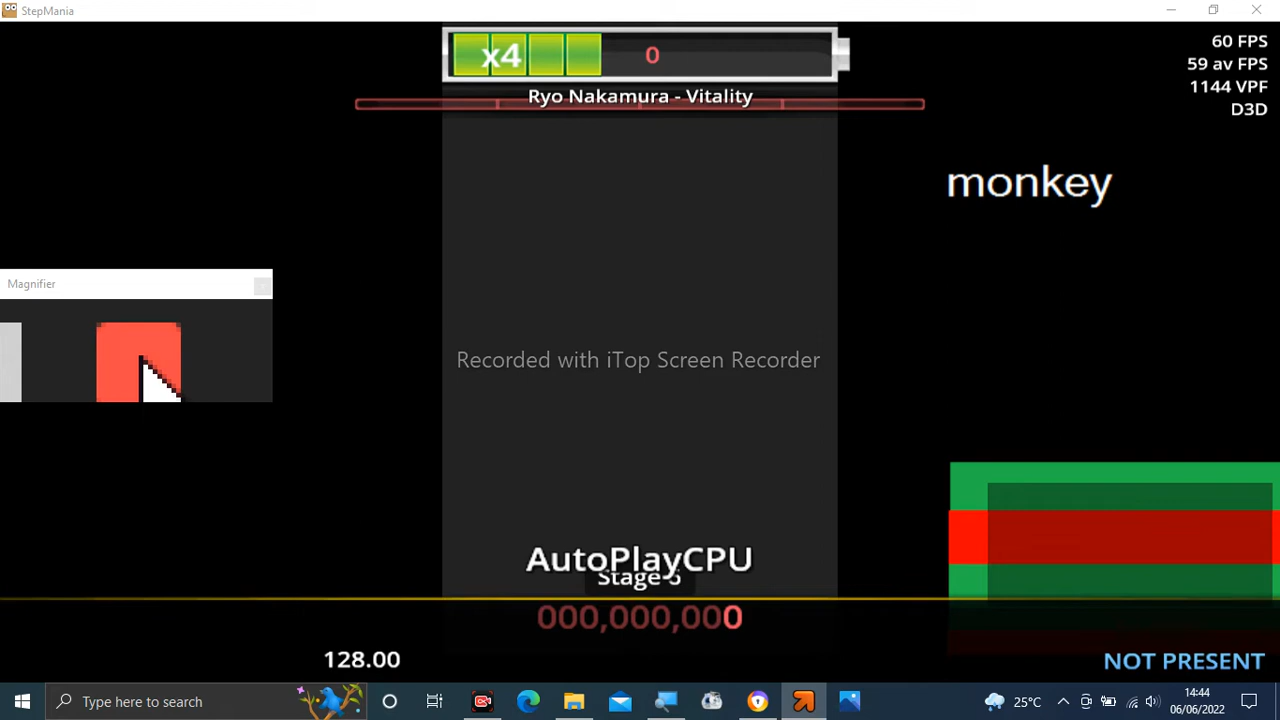 StepMania
x4
0
60 FPS
59 av FPS
1144 VPF
D3D
Ryo Nakamura - Vitality
monkey
Magnifier
Recorded with iTop Screen Recorder
AutoPlayCPU
Stage
000,000,000
128.00
NOT PRESENT
Type here to search
25°C
14:44
06/06/2022